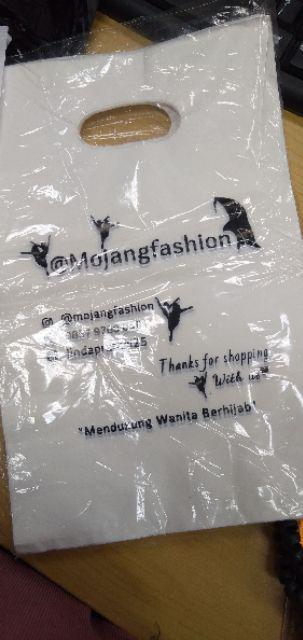 @Mojangfashion
@mojangfashion
Thanks for shopping
With us
"Mendukung Wanita Berhijab"